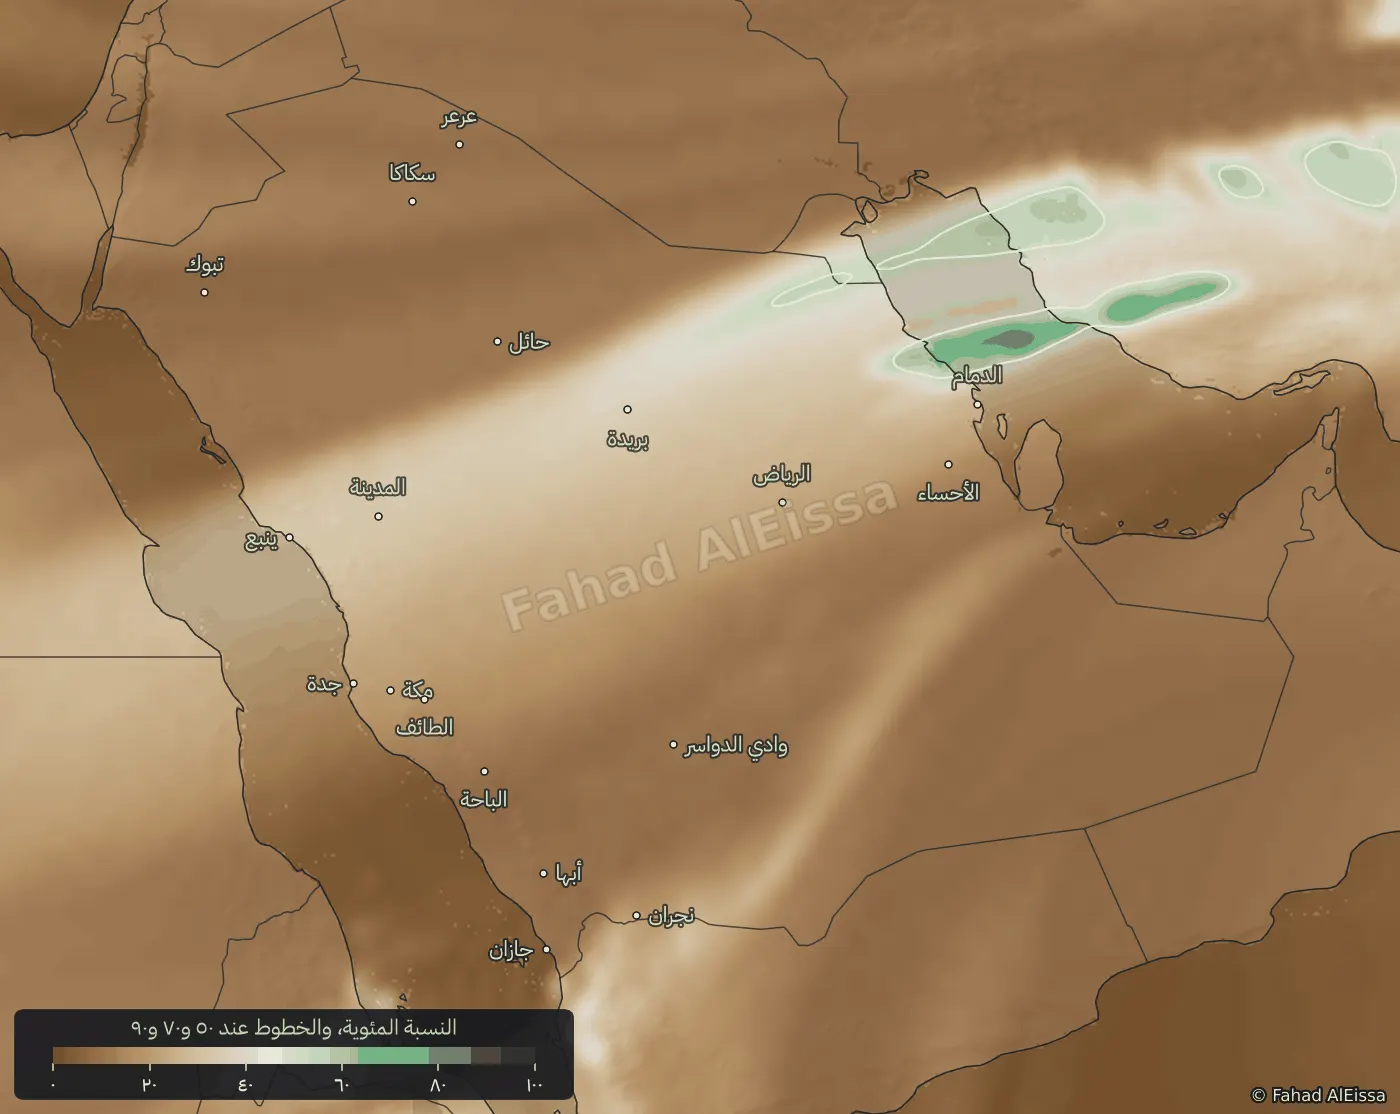 عرعر
سكاكا
تبوك
حائل
الدمام
بريدة
الرياض
المدينة
الأحساء
ينبع
Fahad AlEissa
جدة
مكة
الطائف
وادي الدواسر
الباحة
أبها
نجران
جازان
النسبة المئوية، والخطوط عند ٥٠ و٧٠ و٩٠
٠ ٢٠ ٤٠ ٦٠ ٨٠ ١٠٠
© Fahad AlEissa